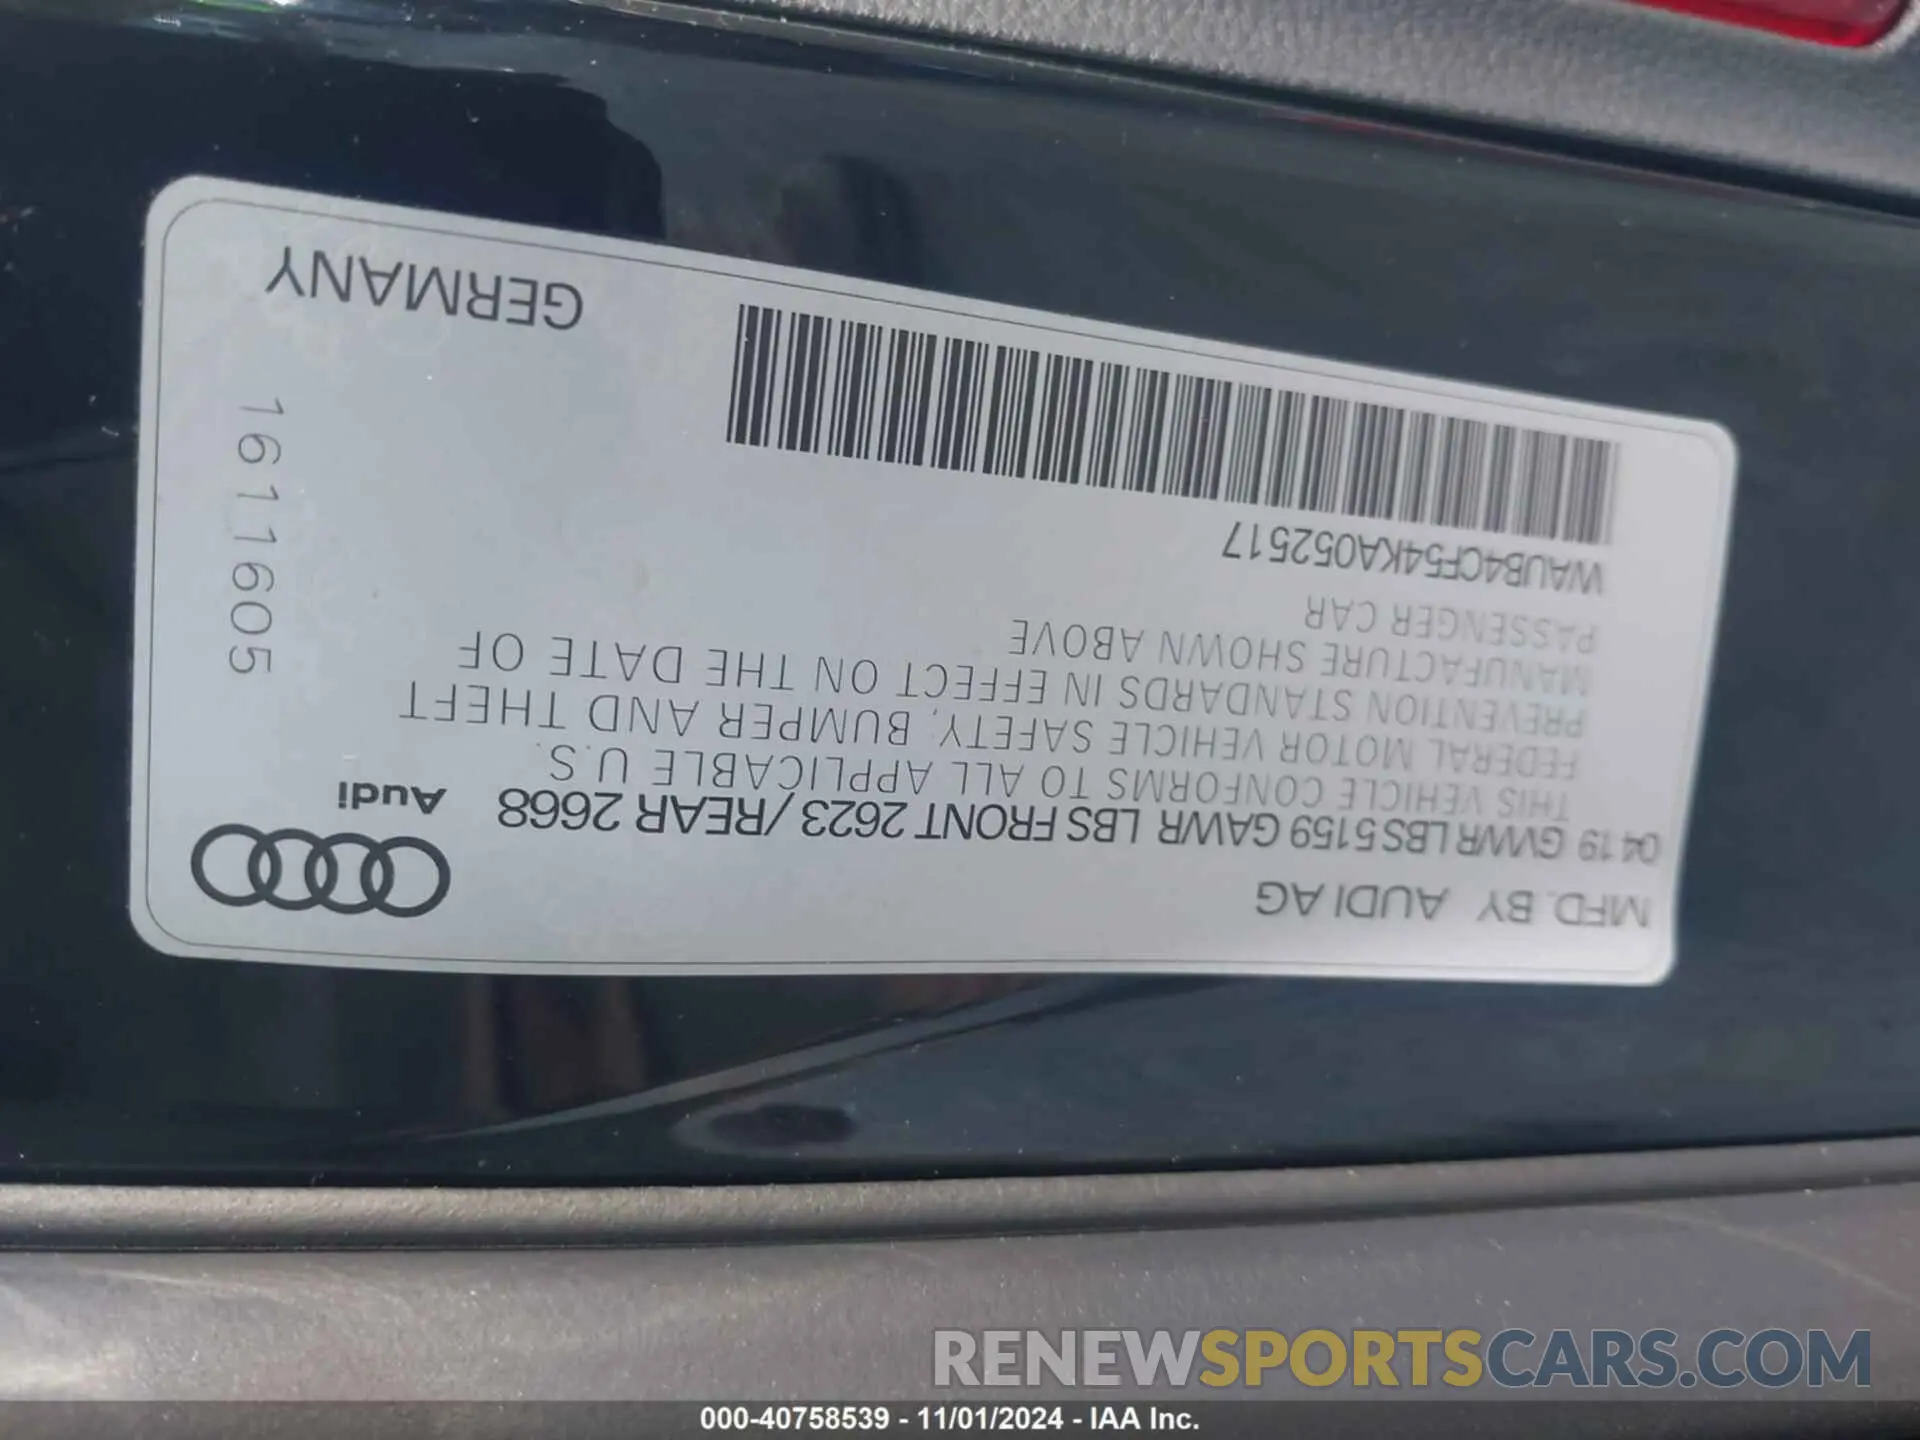 MFD. BY AUDI AG
04 19 GVWR LBS 5159 GAWR LBS FRONT 2623/REAR 2668
Audi
THIS VEHICLE CONFORMS TO ALL APPLICABLE U.S.
FEDERAL MOTOR VEHICLE SAFETY, BUMPER AND THEFT
PREVENTION STANDARDS IN EFFECT ON THE DATE OF
MANUFACTURE SHOWN ABOVE
PASSENGER CAR
WAUB4CF54KA052517
1611605
GERMANY
RENEWSPORTSCARS.COM
000-40758539 - 11/01/2024 - IAA Inc.